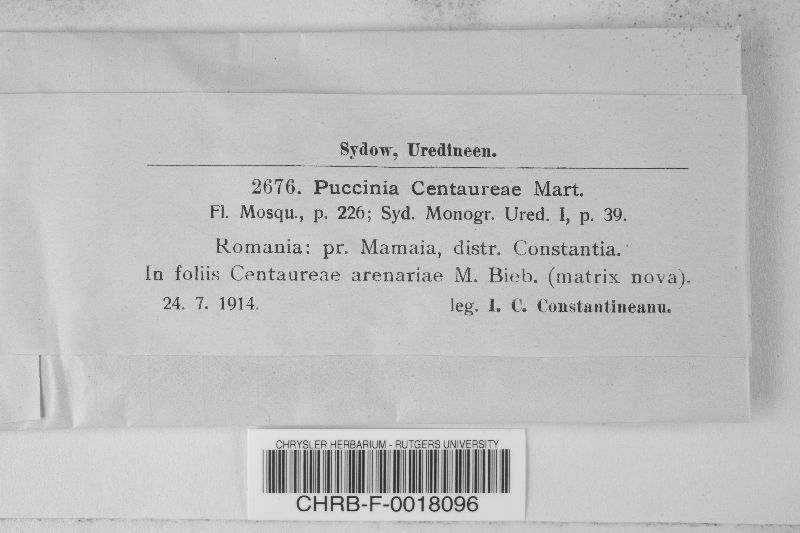 Sydow, Uredineen.
2676. Puccinia Centaureae Mart.
Fl. Mosqu., p. 226; Syd. Monogr. Ured. I, p. 39.
Romania: pr. Mamaia, distr. Constantia.
In foliis Centaureae arenariae M. Bieb. (matrix nova).
24. 7. 1914. leg. I. C. Constantineanu.
CHRYSLER HERBARIUM - RUTGERS UNIVERSITY
CHRB-F-0018096